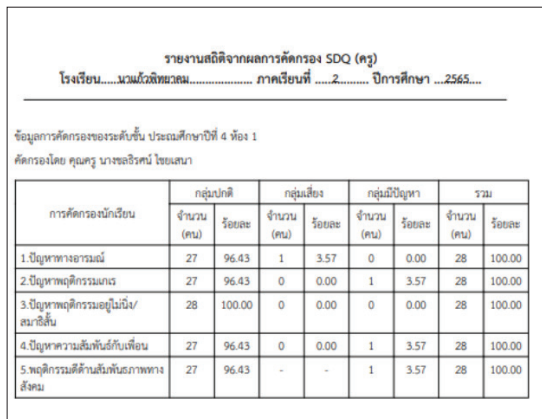 รายงานสถิติจากผลการคัดกรอง SDQ (ครู)
โรงเรียน......นาแก้วพิทยาคม..................... ภาคเรียนที่ ......2.......... ปีการศึกษา ....2565....
ข้อมูลการคัดกรองของระดับชั้น ประถมศึกษาปีที่ 4 ห้อง 1
คัดกรองโดย คุณครู นางชลธิรศน์ ไชยเสนา
การคัดกรองนักเรียน กลุ่มปกติ กลุ่มเสี่ยง กลุ่มมีปัญหา รวม
จำนวน (คน) ร้อยละ จำนวน (คน) ร้อยละ จำนวน (คน) ร้อยละ จำนวน (คน) ร้อยละ
1.ปัญหาทางอารมณ์ 27 96.43 1 3.57 0 0.00 28 100.00
2.ปัญหาพฤติกรรมเกเร 27 96.43 0 0.00 1 3.57 28 100.00
3.ปัญหาพฤติกรรมอยู่ไม่นิ่ง/ 28 100.00 0 0.00 0 0.00 28 100.00
สมาธิสั้น
4.ปัญหาความสัมพันธ์กับเพื่อน 27 96.43 0 0.00 1 3.57 28 100.00
5.พฤติกรรมดีด้านสัมพันธภาพทาง 27 96.43 - - 1 3.57 28 100.00
สังคม